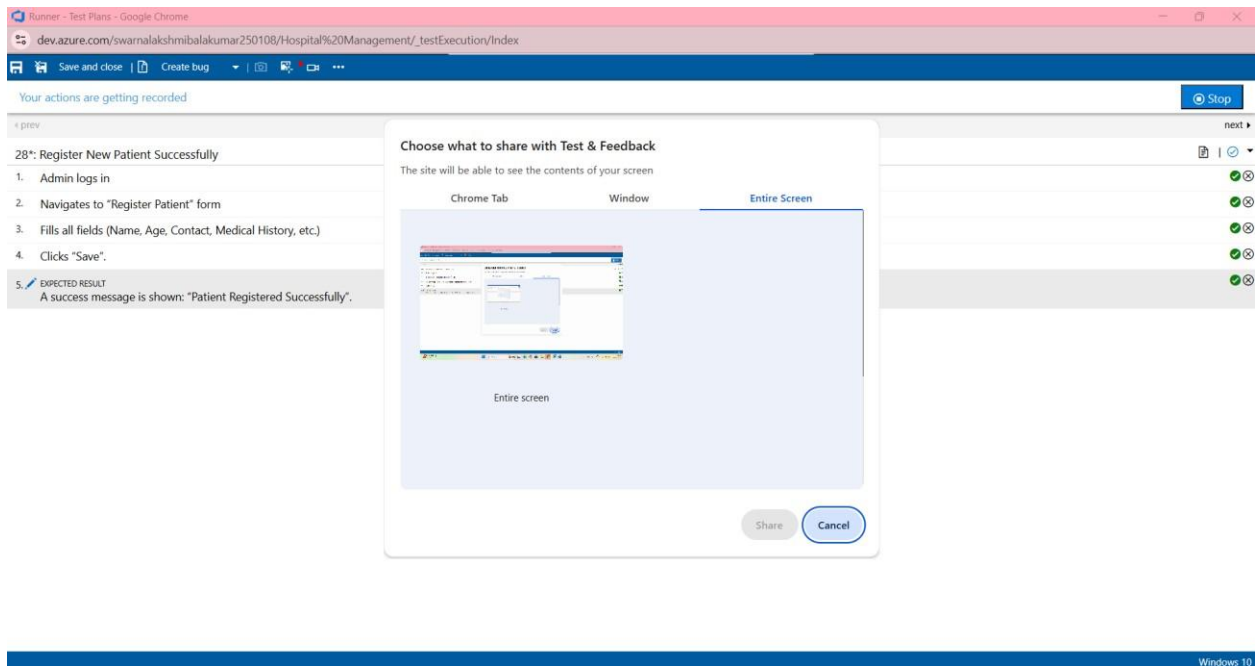 Runner - Test Plans - Google Chrome
dev.azure.com/swarnalakshmibalakumar250108/Hospital%20Management/_testExecution/Index
Save and close | Create bug
Your actions are getting recorded
Stop
prev
next
28*: Register New Patient Successfully
1. Admin logs in
2. Navigates to "Register Patient" form
3. Fills all fields (Name, Age, Contact, Medical History, etc.)
4. Clicks "Save".
5. EXPECTED RESULT
A success message is shown: "Patient Registered Successfully".
Choose what to share with Test & Feedback
The site will be able to see the contents of your screen
Chrome Tab Window Entire Screen
Entire screen
Share Cancel
Windows 10